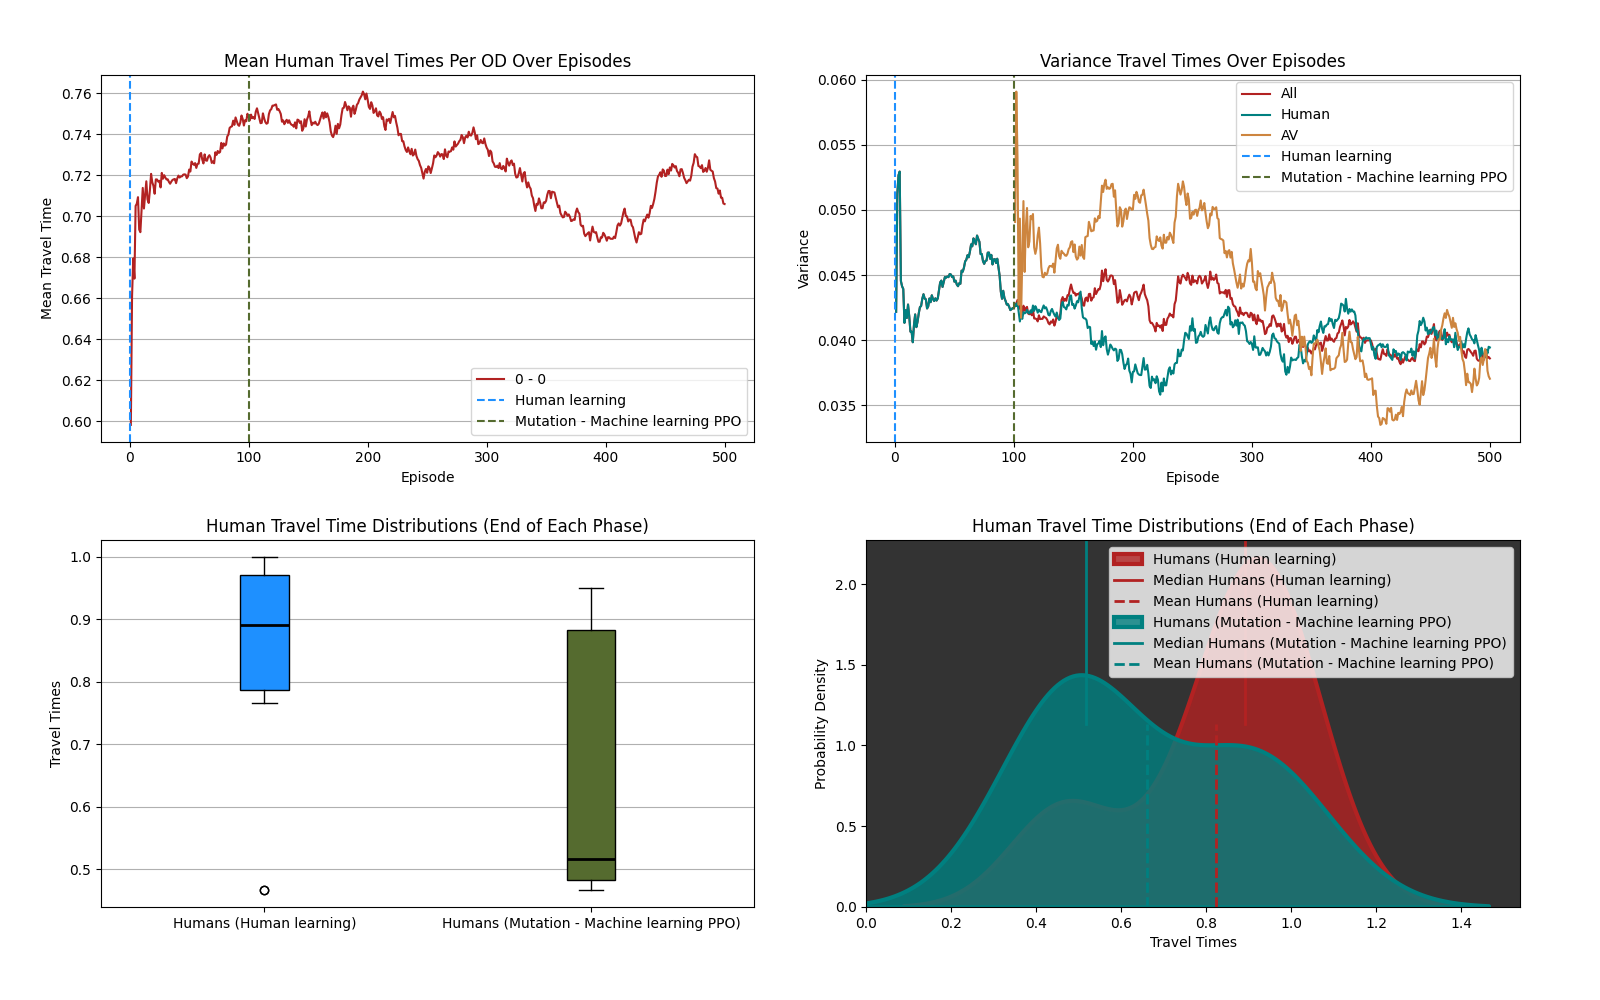 Mean Human Travel Times Per OD Over Episodes
Mean Travel Time
0.76
0.74
0.72
0.70
0.68
0.66
0.64
0.62
0.60
0 - 0
Human learning
Mutation - Machine learning PPO
0 100 200 300 400 500
Episode
Variance Travel Times Over Episodes
Variance
0.060
0.055
0.050
0.045
0.040
0.035
All
Human
AV
Human learning
Mutation - Machine learning PPO
0 100 200 300 400 500
Episode
Human Travel Time Distributions (End of Each Phase)
Travel Times
1.0
0.9
0.8
0.7
0.6
0.5
Humans (Human learning) Humans (Mutation - Machine learning PPO)
Human Travel Time Distributions (End of Each Phase)
Probability Density
2.0
1.5
1.0
0.5
0.0
Humans (Human learning)
Median Humans (Human learning)
Mean Humans (Human learning)
Humans (Mutation - Machine learning PPO)
Median Humans (Mutation - Machine learning PPO)
Mean Humans (Mutation - Machine learning PPO)
0.0 0.2 0.4 0.6 0.8 1.0 1.2 1.4
Travel Times